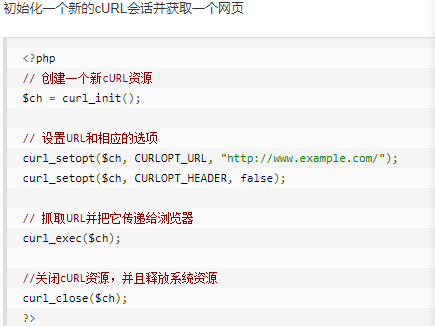 初始化一个新的cURL会话并获取一个网页
<?php
// 创建一个新cURL资源
$ch = curl_init();
// 设置URL和相应的选项
curl_setopt($ch, CURLOPT_URL, "http://www.example.com/");
curl_setopt($ch, CURLOPT_HEADER, false);
// 抓取URL并把它传递给浏览器
curl_exec($ch);
//关闭cURL资源，并且释放系统资源
curl_close($ch);
?>